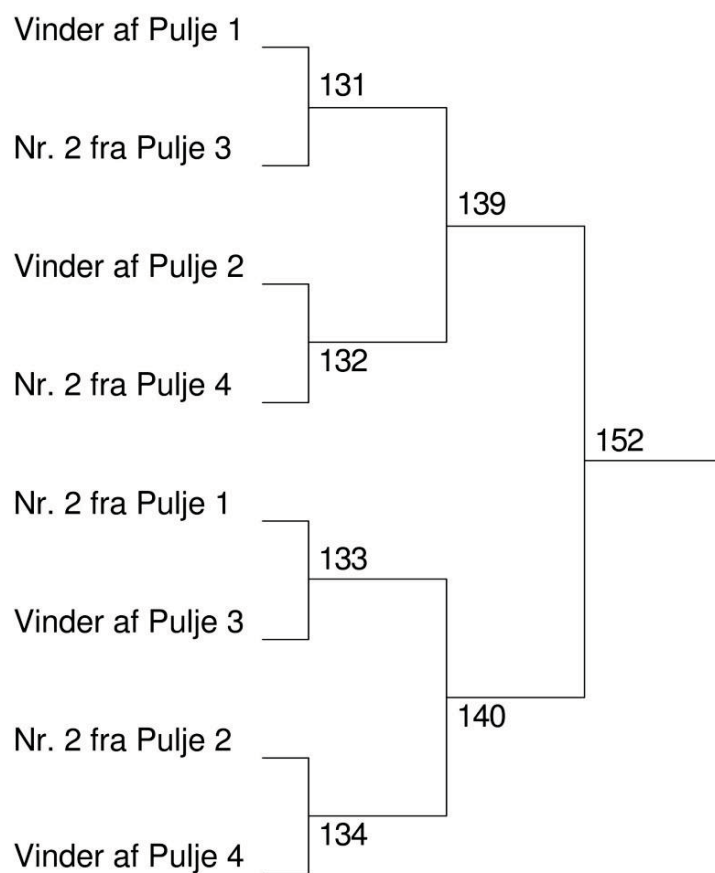 Vinder af Pulje 1
131
Nr. 2 fra Pulje 3
139
Vinder af Pulje 2
132
Nr. 2 fra Pulje 4
152
Nr. 2 fra Pulje 1
133
Vinder af Pulje 3
140
Nr. 2 fra Pulje 2
134
Vinder af Pulje 4